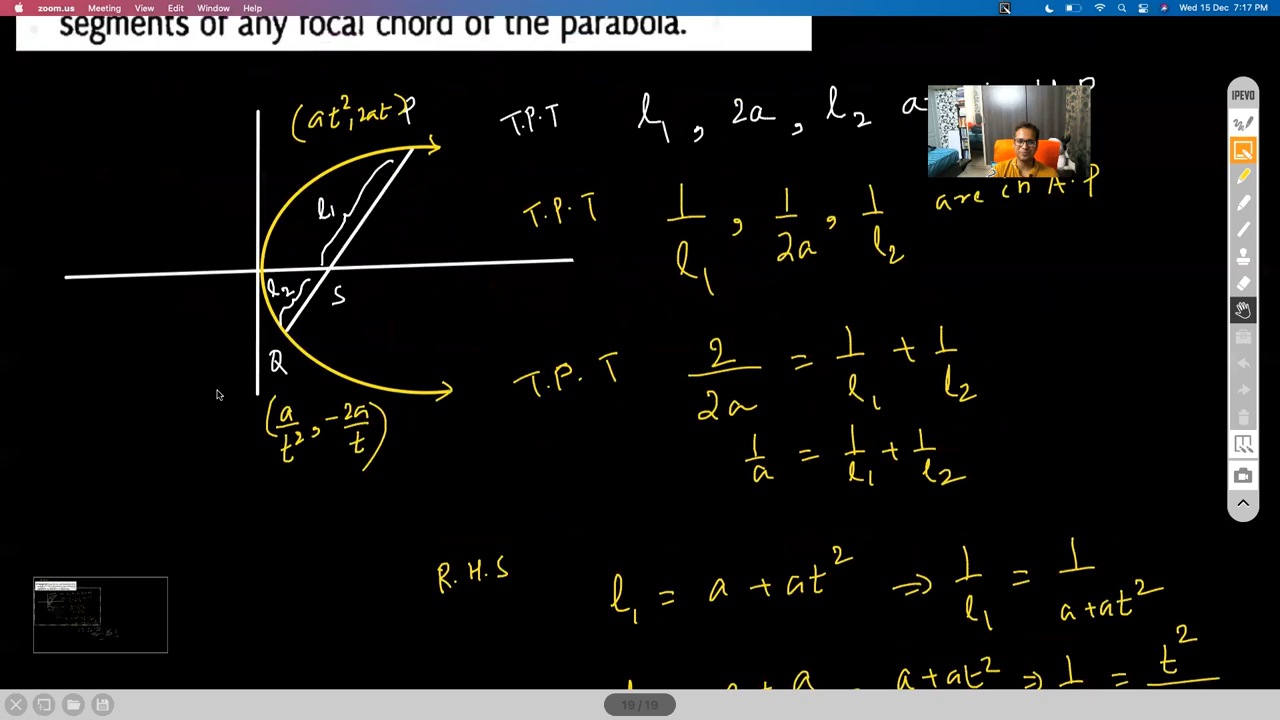 zoom.us Meeting View Edit Window Help Wed 15 Dec 7:17 PM
segments of any focal chord of the parabola.
IPEVO
(at², 2at) P
T.P.T l₁, 2a, l₂
l₁
T.P.T 1/l₁, 1/2a, 1/l₂ are in A.P
l₂ S
Q
(a/t², -2a/t)
T.P.T 2/2a = 1/l₁ + 1/l₂
1/a = 1/l₁ + 1/l₂
R.H.S
l₁ = a + at² ⇒ 1/l₁ = 1/a+at²
a + at² ⇒ 1 = t²
19/19